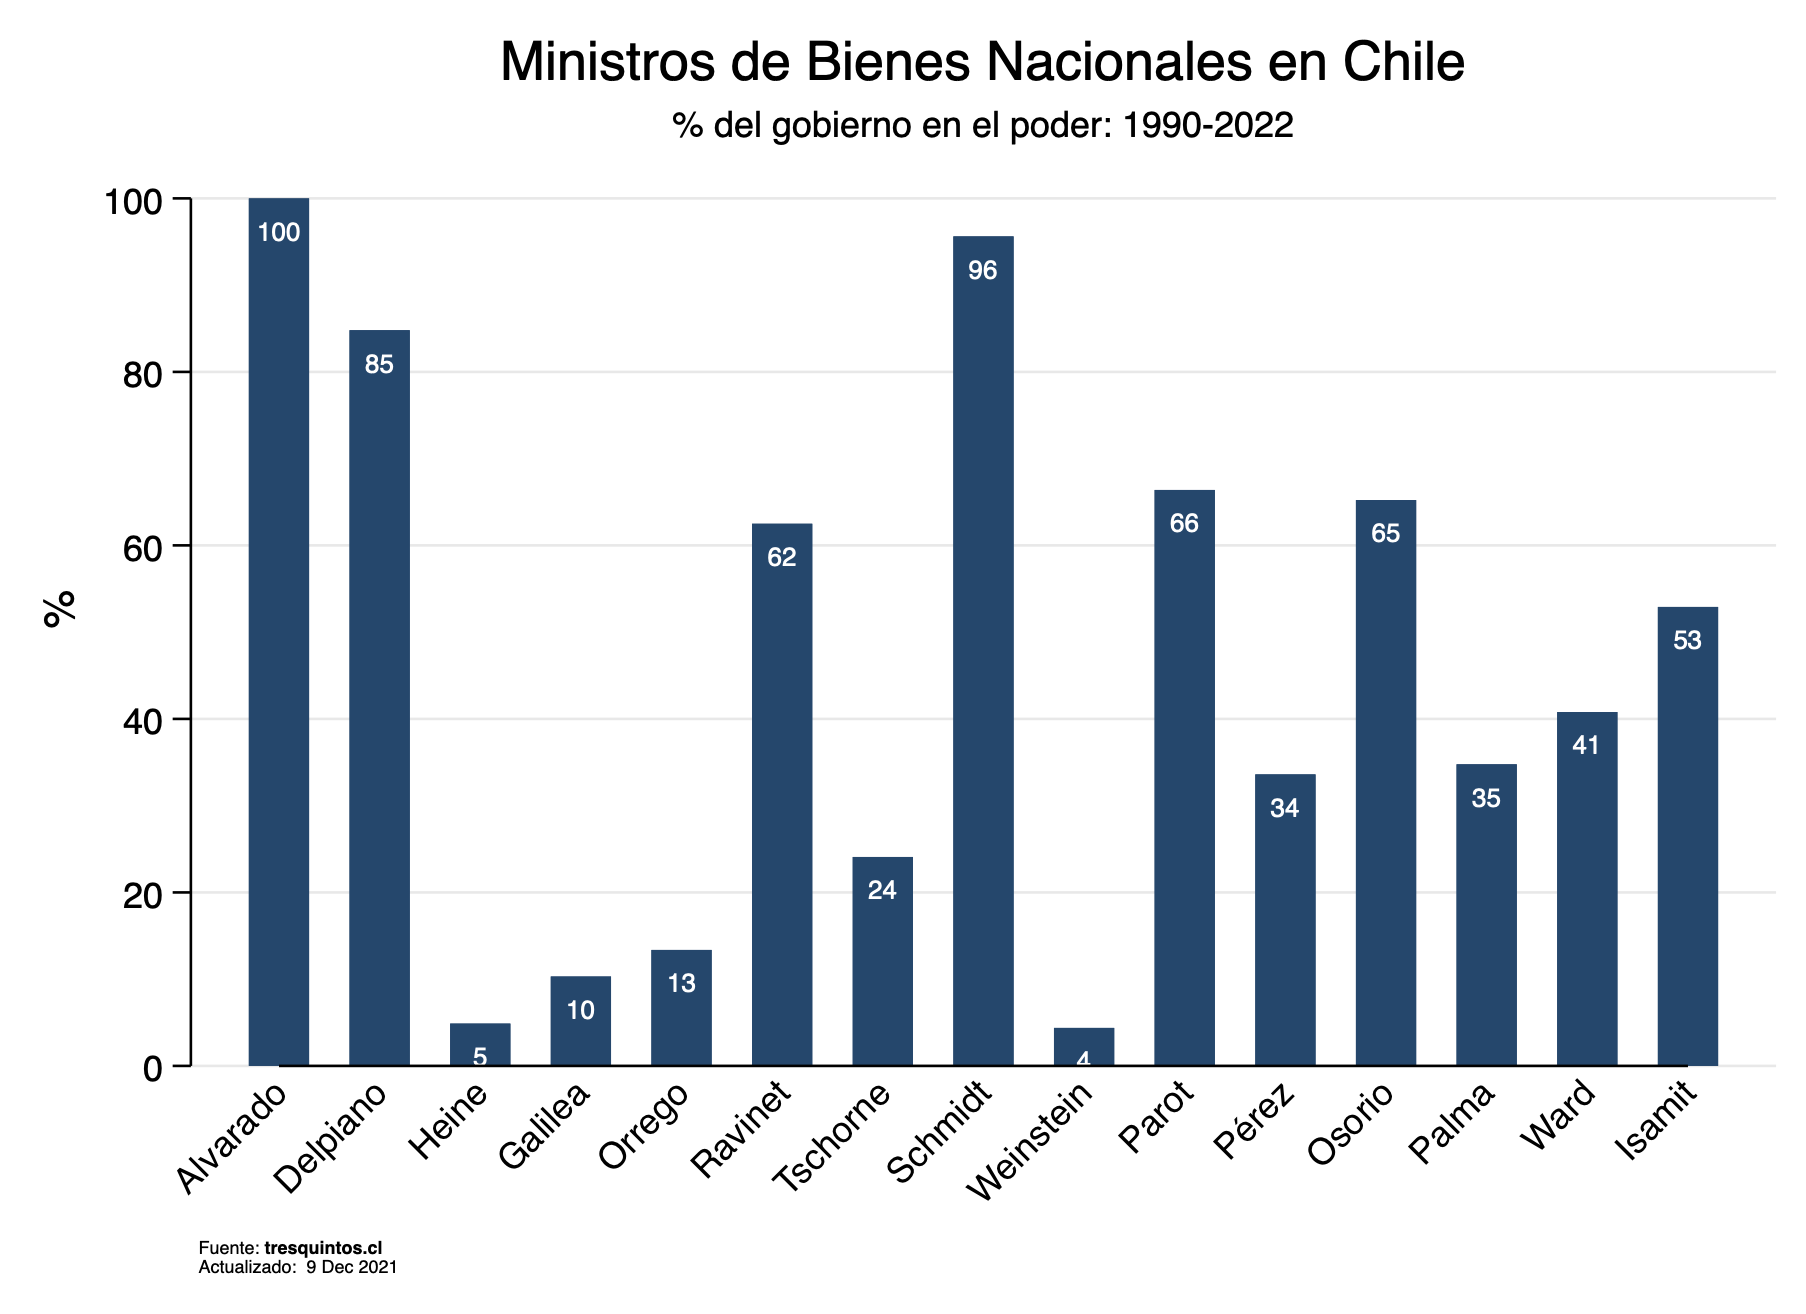 Ministros de Bienes Nacionales en Chile
% del gobierno en el poder: 1990-2022
%
100
80
60
40
20
0
100
85
5
10
13
62
24
96
4
66
34
65
35
41
53
Alvarado
Delpiano
Heine
Galilea
Orrego
Ravinet
Tschorne
Schmidt
Weinstein
Parot
Pérez
Osorio
Palma
Ward
Isamit
Fuente: tresquintos.cl
Actualizado: 9 Dec 2021